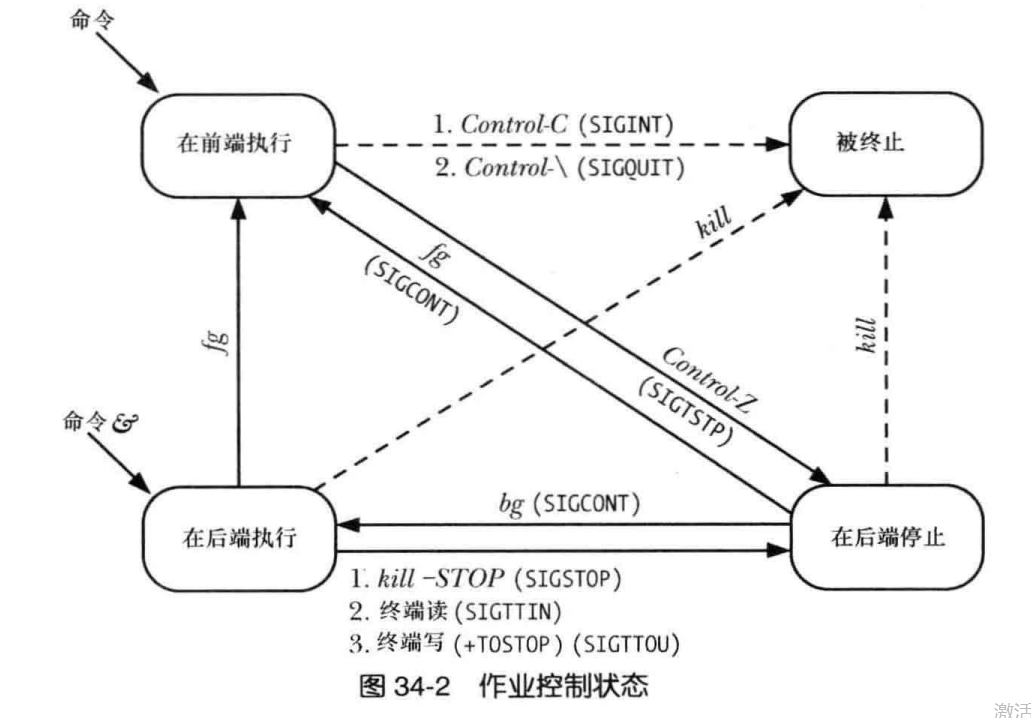 命令
在前端执行
1. Control-C (SIGINT)
2. Control-\ (SIGQUIT)
被终止
kill
fg
(SIGCONT)
fg
kill
Control-Z
(SIGTSTP)
命令 &
bg (SIGCONT)
在后端执行
在后端停止
1. kill –STOP (SIGSTOP)
2. 终端读 (SIGTTIN)
3. 终端写 (+TOSTOP) (SIGTTOU)
图 34-2 作业控制状态
激活